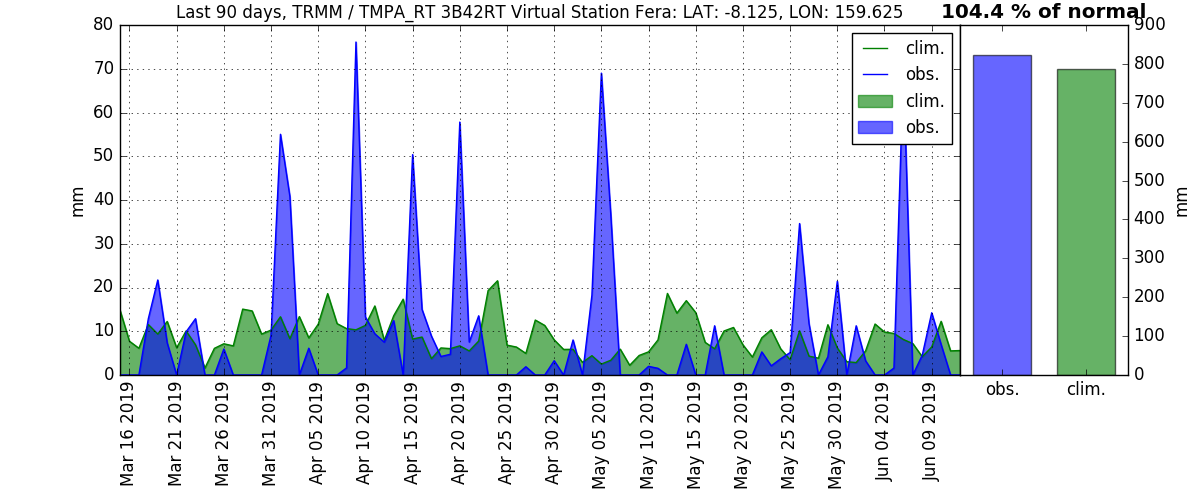 Last 90 days, TRMM / TMPA_RT 3B42RT Virtual Station Fera: LAT: -8.125, LON: 159.625
104.4 % of normal
80
70
60
50
40
30
20
10
0
mm
clim.
obs.
clim.
obs.
900
800
700
600
500
400
300
200
100
0
mm
obs.
clim.
Mar 16 2019
Mar 21 2019
Mar 26 2019
Mar 31 2019
Apr 05 2019
Apr 10 2019
Apr 15 2019
Apr 20 2019
Apr 25 2019
Apr 30 2019
May 05 2019
May 10 2019
May 15 2019
May 20 2019
May 25 2019
May 30 2019
Jun 04 2019
Jun 09 2019